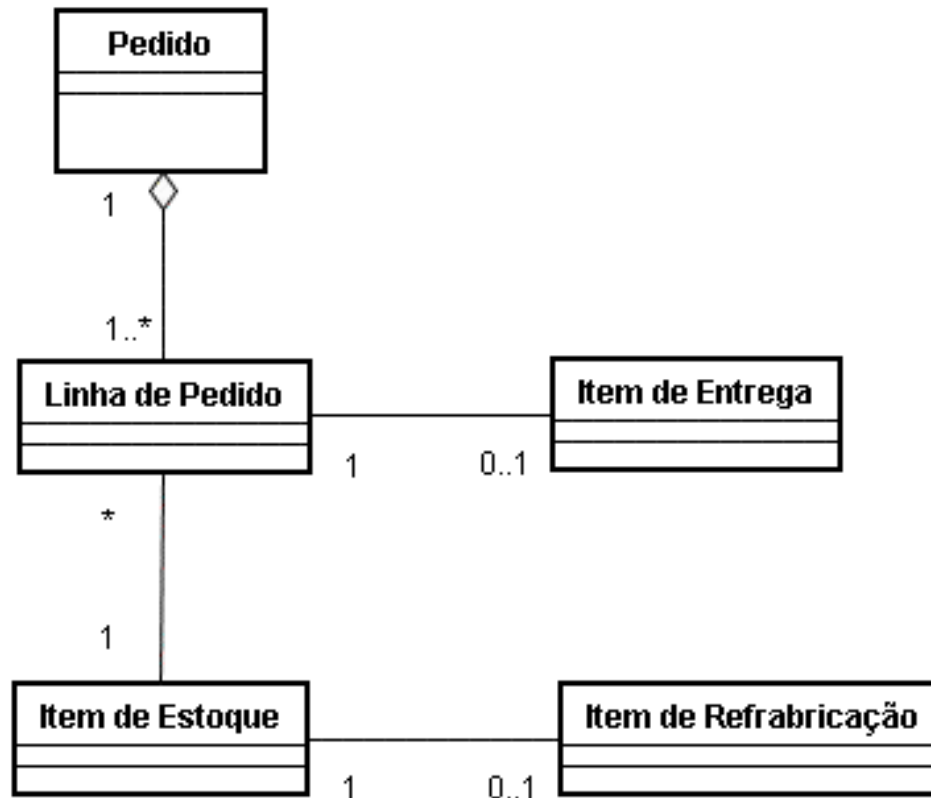 Pedido
1
1..*
Linha de Pedido
Item de Entrega
1
0..1
*
1
Item de Estoque
Item de Refrabricação
1
0..1